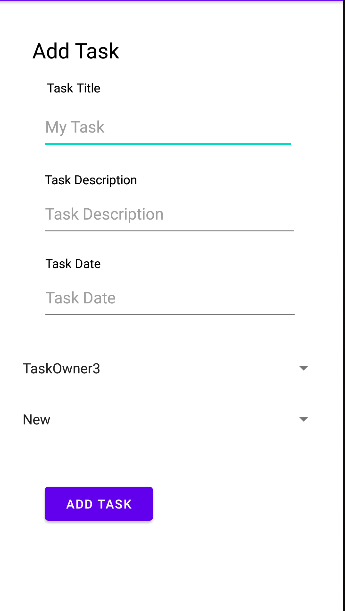 Add Task
Task Title
My Task
Task Description
Task Description
Task Date
Task Date
TaskOwner3
New
ADD TASK